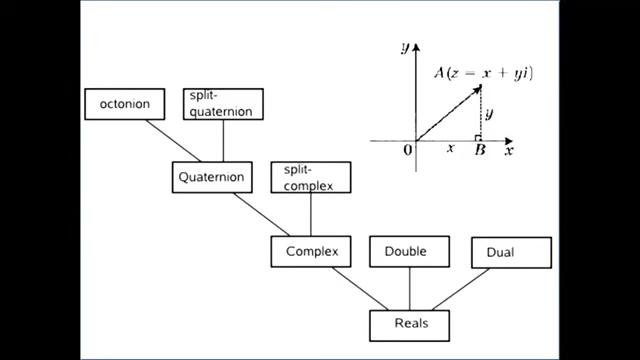 y
A(z = x + yi)
octonion
split-
quaternion
y
0
x
B
x
Quaternion
split-
complex
Complex
Double
Dual
Reals